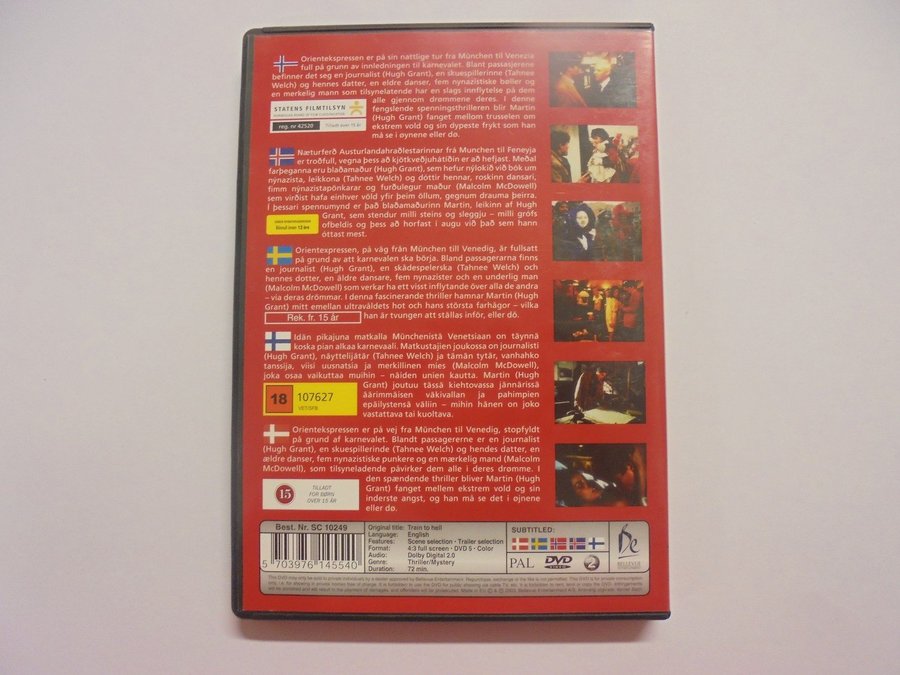 Orientekspressen er på sin nattlige tur fra München til Venezia
full på grunn av innledningen til karnevalet. Blant passasjerene
befinner det seg en journalist (Hugh Grant), en skuespillerinne (Tahnee
Welch) og hennes datter, en eldre danser, fem nynazistiske bøller og
en merkelig mann som tilsynelatende har en slags innflytelse på dem
alle gjennom drømmene deres. I denne
fengslende spenningsthrilleren blir Martin
(Hugh Grant) fanget mellom trusselen om
ekstrem vold og sin dypeste frykt som han
må se i øynene eller dø.
STATENS FILMTILSYN
reg. nr 42520 Tillatt over 15 år
Næturferð Austurlandahraðlestarinnar frá Munchen til Feneyja
er troðfull, vegna þess að kjötkveðjuhátíðin er að hefjast. Meðal
farþeganna eru blaðamaður (Hugh Grant), sem hefur nýlokið við bók um
nýnazista, leikkona (Tahnee Welch) og dóttir hennar, roskinn dansari,
fimm nýnazistapönkarar og furðulegur maður (Malcolm McDowell)
sem virðist hafa einhver völd yfir þeim öllum, gegnum drauma þeirra.
Í þessari spennumynd er það blaðamaðurinn Martin, leikinn af Hugh
Grant, sem stendur milli steins og sleggju – milli grófs
ofbeldis og þess að horfast í augu við það sem hann
óttast mest.
Bönnuð innan 12 ára
Orientexpressen, på väg från München till Venedig, är fullsatt
på grund av att karnevalen ska börja. Bland passagerarna finns
en journalist (Hugh Grant), en skådespelerska (Tahnee Welch) och
hennes dotter, en äldre dansare, fem nynazister och en underlig man
(Malcolm McDowell) som verkar ha ett visst inflytande över alla de andra
– via deras drömmar. I denna fascinerande thriller hamnar Martin (Hugh
Grant) mitt emellan ultravåldets hot och hans största farhågor – vilka
han är tvungen att ställas inför, eller dö.
Rek. fr. 15 år
Idän pikajuna matkalla Münchenistä Venetsiaan on täynnä
koska pian alkaa karnevaali. Matkustajien joukossa on journalisti
(Hugh Grant), näyttelijätär (Tahnee Welch) ja tämän tytär, vanhahko
tanssija, viisi uusnatsia ja merkillinen mies (Malcolm McDowell),
joka osaa vaikuttaa muihin – näiden unien kautta. Martin (Hugh
Grant) joutuu tässä kiehtovassa jännärissä
äärimmäisen väkivallan ja pahimpien
epäilystensä väliin – mihin hänen on joko
vastattava tai kuoltava.
18 107627
VET/SFB
Orientekspressen er på vej fra München til Venedig, stopfyldt
på grund af karnevalet. Blandt passagererne er en journalist
(Hugh Grant), en skuespillerinde (Tahnee Welch) og hendes datter, en
ældre danser, fem nynazistiske punkere og en mærkelig mand (Malcolm
McDowell), som tilsyneladende påvirker dem alle i deres drømme. I
den spændende thriller bliver Martin (Hugh
Grant) fanget mellem ekstrem vold og sin
inderste angst, og han må se det i øjnene
eller dø.
15 TILLADT
FOR BØRN
OVER 15 ÅR
Best. Nr. SC 10249
5 703976 145540
Original title: Train to hell
Language: English
Features: Scene selection · Trailer selection
Format: 4:3 full screen · DVD 5 · Color
Audio: Dolby Digital 2.0
Genre: Thriller/Mystery
Duration: 72 min.
SUBTITLED:
PAL DVD VIDEO 2
Be